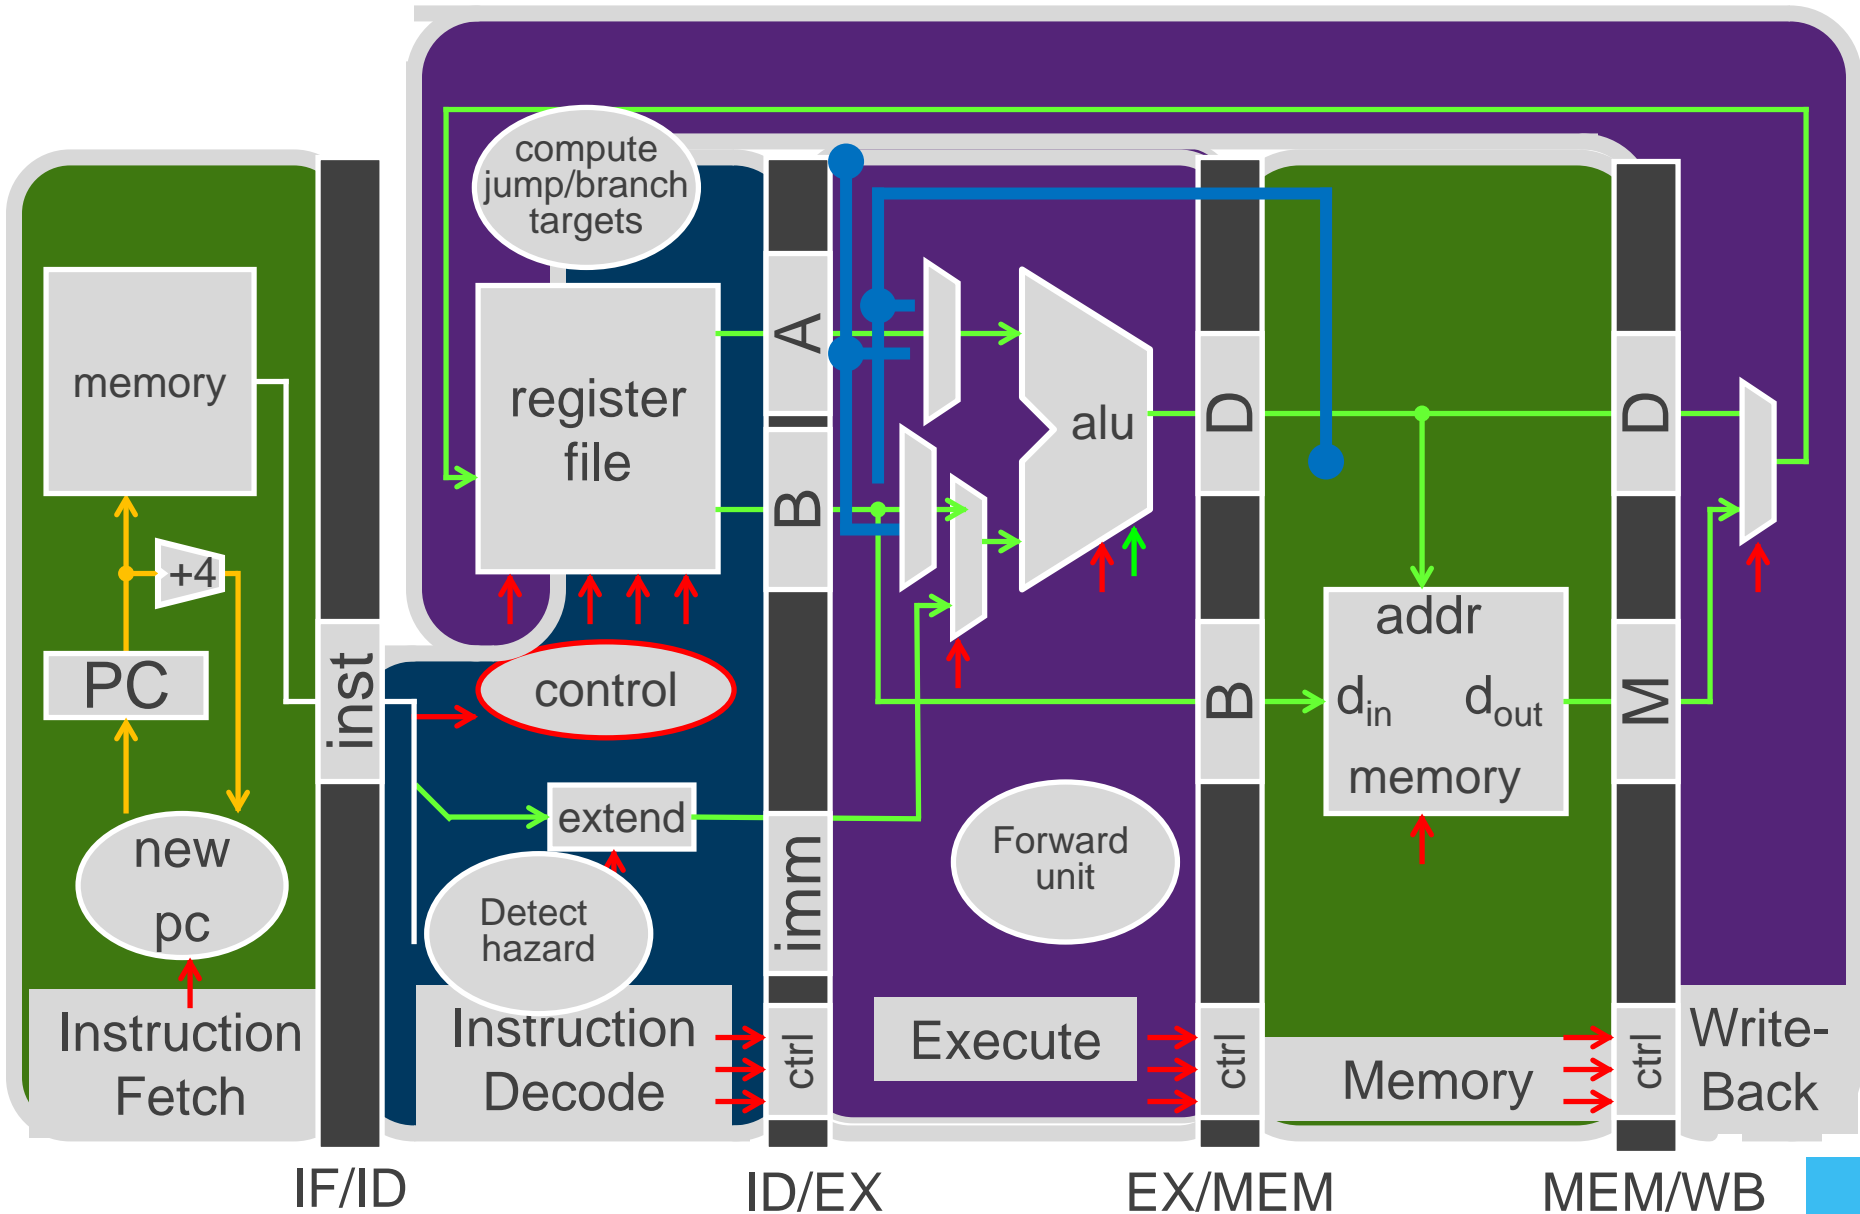 compute
jump/branch
targets
memory
register
file
A
B
alu
D
D
+4
PC
inst
control
B
addr
d_in
d_out
memory
M
new
pc
extend
imm
Forward
unit
Detect
hazard
Instruction
Fetch
Instruction
Decode
ctrl
Execute
ctrl
Memory
ctrl
Write-
Back
IF/ID
ID/EX
EX/MEM
MEM/WB